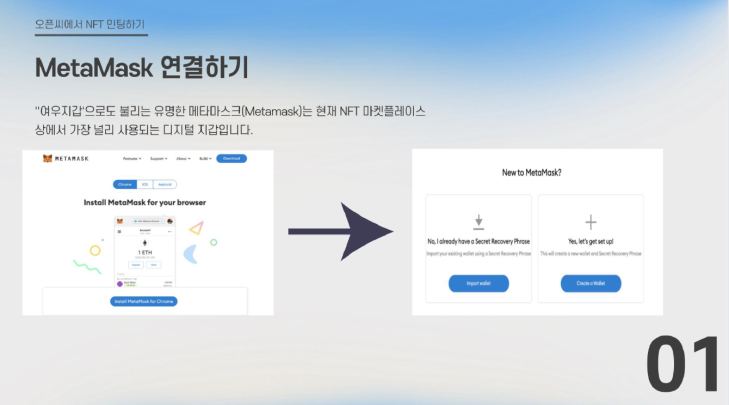 오픈씨에서 NFT 민팅하기
MetaMask 연결하기
"여우지갑'으로도 불리는 유명한 메타마스크(Metamask)는 현재 NFT 마켓플레이스
상에서 가장 널리 사용되는 디지털 지갑입니다.
METAMASK Features Support About Build Download
Chrome iOS Android
Install MetaMask for your browser
1 ETH
Install MetaMask for Chrome
New to MetaMask?
No, I already have a Secret Recovery Phrase
Import your existing wallet using a Secret Recovery Phrase
Import wallet
Yes, let's get set up!
This will create a new wallet and Secret Recovery Phrase
Create a Wallet
01